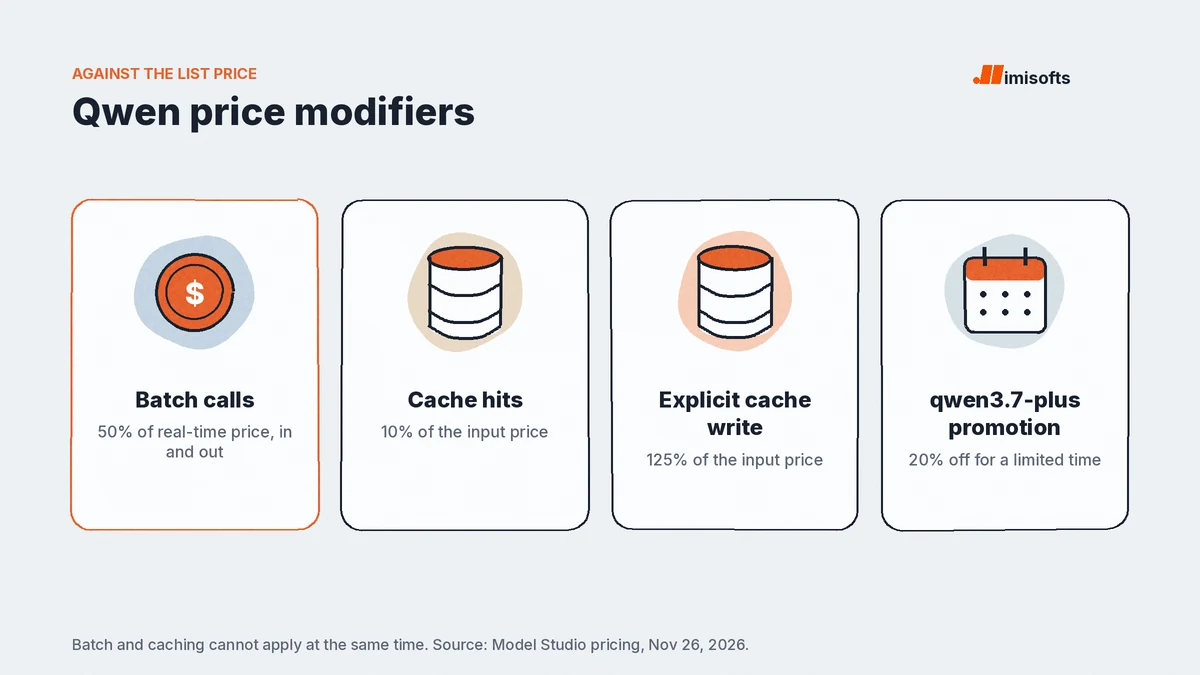 AGAINST THE LIST PRICE
Qwen price modifiers
imisofts
$
Batch calls
50% of real-time price, in
and out
Cache hits
10% of the input price
Explicit cache
write
125% of the input price
qwen3.7-plus
promotion
20% off for a limited time
Batch and caching cannot apply at the same time. Source: Model Studio pricing, Nov 26, 2026.